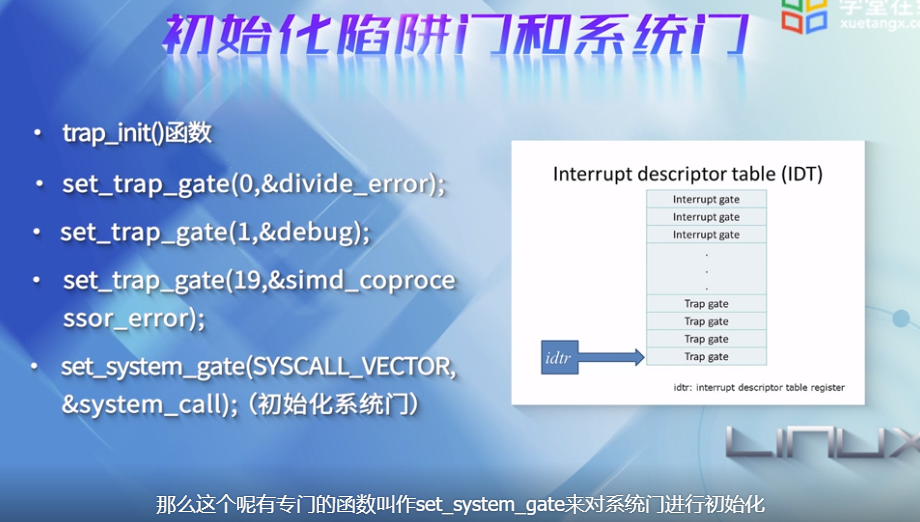 初始化陷阱门和系统门
学堂在
xuetangx.c
• trap_init()函数
• set_trap_gate(0,&divide_error);
• set_trap_gate(1,&debug);
• set_trap_gate(19,&simd_coproce
ssor_error);
• set_system_gate(SYSCALL_VECTOR,
&system_call);（初始化系统门）
Interrupt descriptor table (IDT)
Interrupt gate
Interrupt gate
Interrupt gate
.
.
.
Trap gate
Trap gate
Trap gate
Trap gate
idtr
idtr: interrupt descriptor table register
LINUX
那么这个呢有专门的函数叫作set_system_gate来对系统门进行初始化